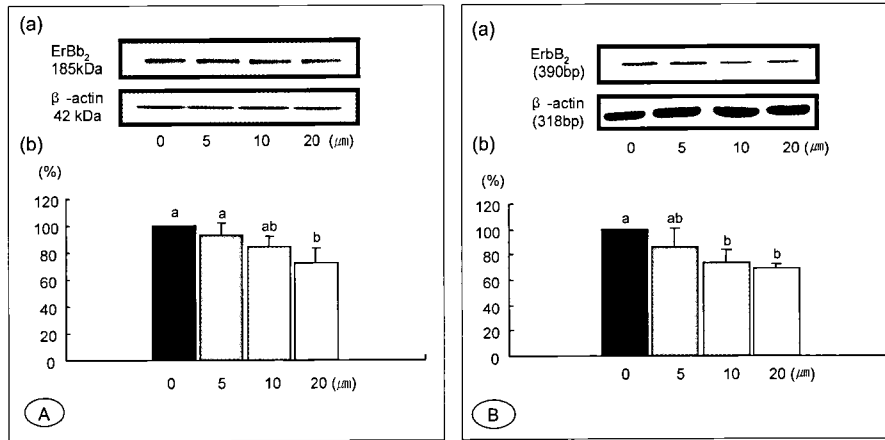 (a)
ErBb2
185kDa
β -actin
42 kDa
0 5 10 20 (㎛)
(b)
(%)
120
100
80
60
40
20
0
a a ab b
0 5 10 20 (㎛)
A
(a)
ErbB2
(390bp)
β -actin
(318bp)
0 5 10 20 (㎛)
(b)
(%)
120
100
80
60
40
20
0
a ab b b
0 5 10 20 (㎛)
B